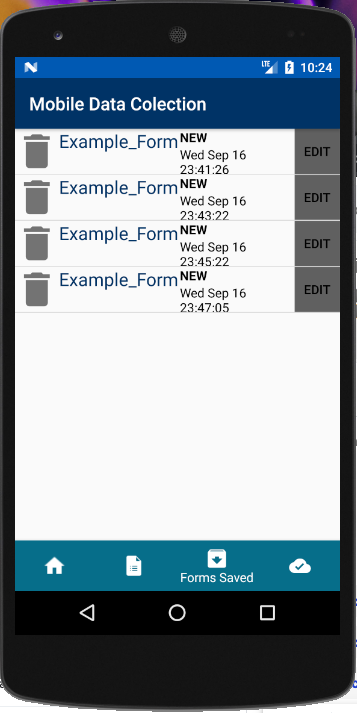 LTE 10:24
Mobile Data Colection
Example_Form NEW
Wed Sep 16
23:41:26
EDIT
Example_Form NEW
Wed Sep 16
23:43:22
EDIT
Example_Form NEW
Wed Sep 16
23:45:22
EDIT
Example_Form NEW
Wed Sep 16
23:47:05
EDIT
Forms Saved